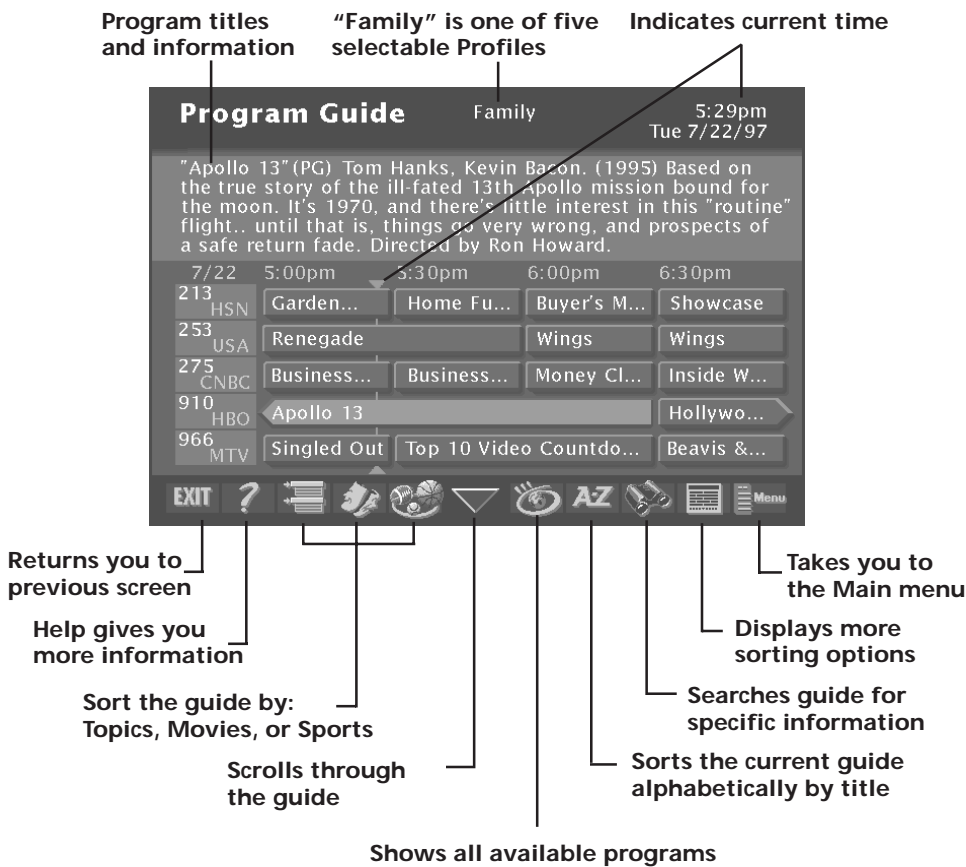 Program titles
and information
“Family” is one of five
selectable Profiles
Indicates current time
Program Guide
Family
5:29pm
Tue 7/22/97
"Apollo 13"(PG) Tom Hanks, Kevin Bacon. (1995) Based on
the true story of the ill-fated 13th Apollo mission bound for
the moon. It's 1970, and there's little interest in this "routine"
flight.. until that is, things go very wrong, and prospects of
a safe return fade. Directed by Ron Howard.
7/22 5:00pm 5:30pm 6:00pm 6:30pm
213 HSN Garden... Home Fu... Buyer's M... Showcase
253 USA Renegade Wings Wings
275 CNBC Business... Business... Money Cl... Inside W...
910 HBO Apollo 13 Hollywo...
966 MTV Singled Out Top 10 Video Countdo... Beavis &...
EXIT ? A-Z Menu
Returns you to
previous screen
Takes you to
the Main menu
Help gives you
more information
Displays more
sorting options
Sort the guide by:
Topics, Movies, or Sports
Searches guide for
specific information
Scrolls through
the guide
Sorts the current guide
alphabetically by title
Shows all available programs